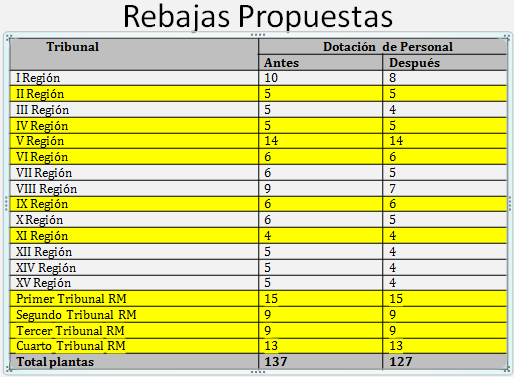 Rebajas Propuestas
Tribunal Dotación de Personal
Antes Después
I Región 10 8
II Región 5 5
III Región 5 4
IV Región 5 5
V Región 14 14
VI Región 6 6
VII Región 6 5
VIII Región 9 7
IX Región 6 6
X Región 6 5
XI Región 4 4
XII Región 5 4
XIV Región 5 4
XV Región 5 4
Primer Tribunal RM 15 15
Segundo Tribunal RM 9 9
Tercer Tribunal RM 9 9
Cuarto Tribunal RM 13 13
Total plantas 137 127